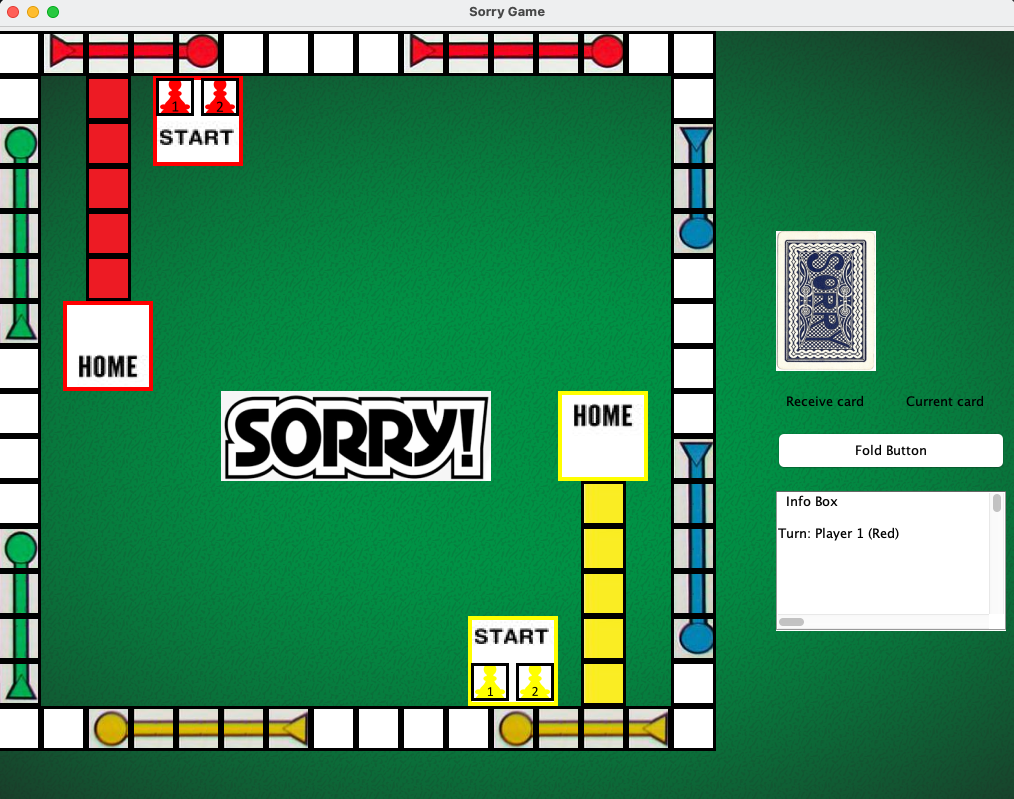 Sorry Game
1 2
START
SORRY
HOME
Receive card Current card
SORRY!
HOME
Fold Button
Info Box
Turn: Player 1 (Red)
START
1 2